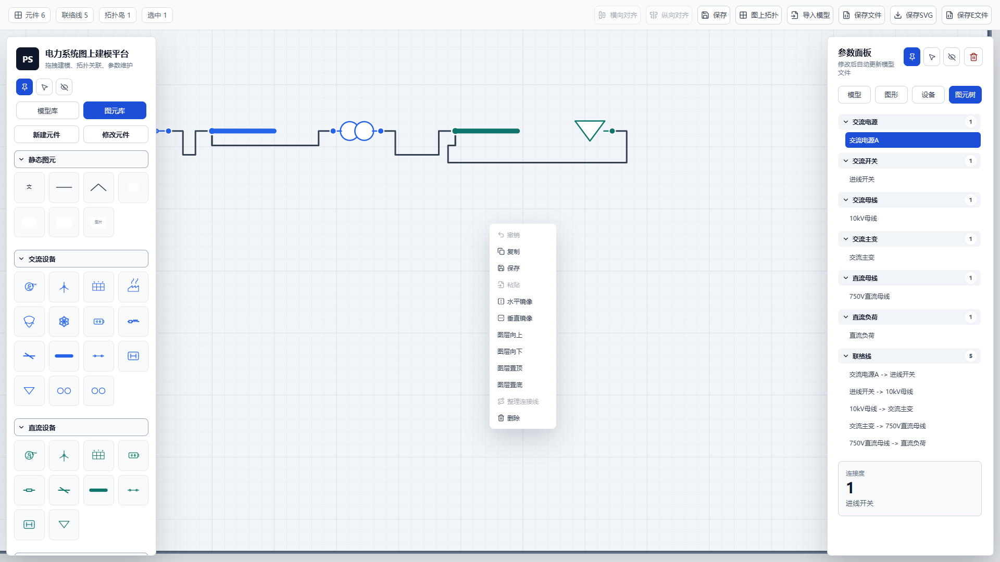 元件 6
联络线 5
拓扑岛 1
选中 1
横向对齐
纵向对齐
保存
图上拓扑
导入模型
保存文件
保存SVG
保存E文件
PS
电力系统图上建模平台
拖拽建模、拓扑关联、参数维护
模型库
图元库
新建元件
修改元件
静态图元
文
图片
交流设备
直流设备
撤销
复制
保存
粘贴
水平镜像
垂直镜像
图层向上
图层向下
图层置顶
图层置底
整理连接线
删除
参数面板
修改后自动更新模型
文件
模型
图形
设备
图元树
交流电源 1
交流电源A
交流开关 1
进线开关
交流母线 1
10kV母线
交流主变 1
交流主变
直流母线 1
750V直流母线
直流负荷 1
直流负荷
联络线 5
交流电源A -> 进线开关
进线开关 -> 10kV母线
10kV母线 -> 交流主变
交流主变 -> 750V直流母线
750V直流母线 -> 直流负荷
连接度
1
进线开关